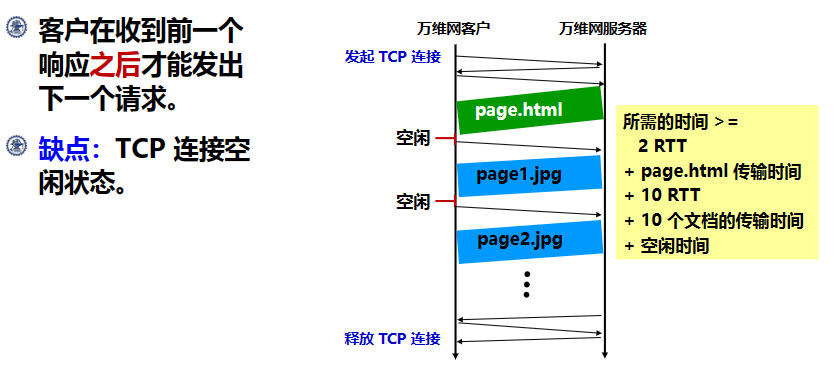 客户在收到前一个
响应之后才能发出
下一个请求。
缺点：TCP 连接空
闲状态。
万维网客户
万维网服务器
发起 TCP 连接
page.html
空闲
page1.jpg
空闲
page2.jpg
释放 TCP 连接
所需的时间 >=
2 RTT
+ page.html 传输时间
+ 10 RTT
+ 10 个文档的传输时间
+ 空闲时间